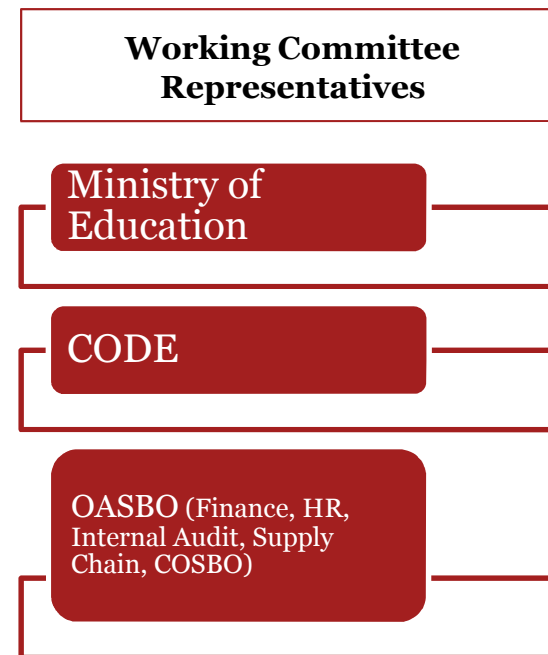 Working Committee
Representatives
Ministry of
Education
CODE
OASBO (Finance, HR,
Internal Audit, Supply
Chain, COSBO)